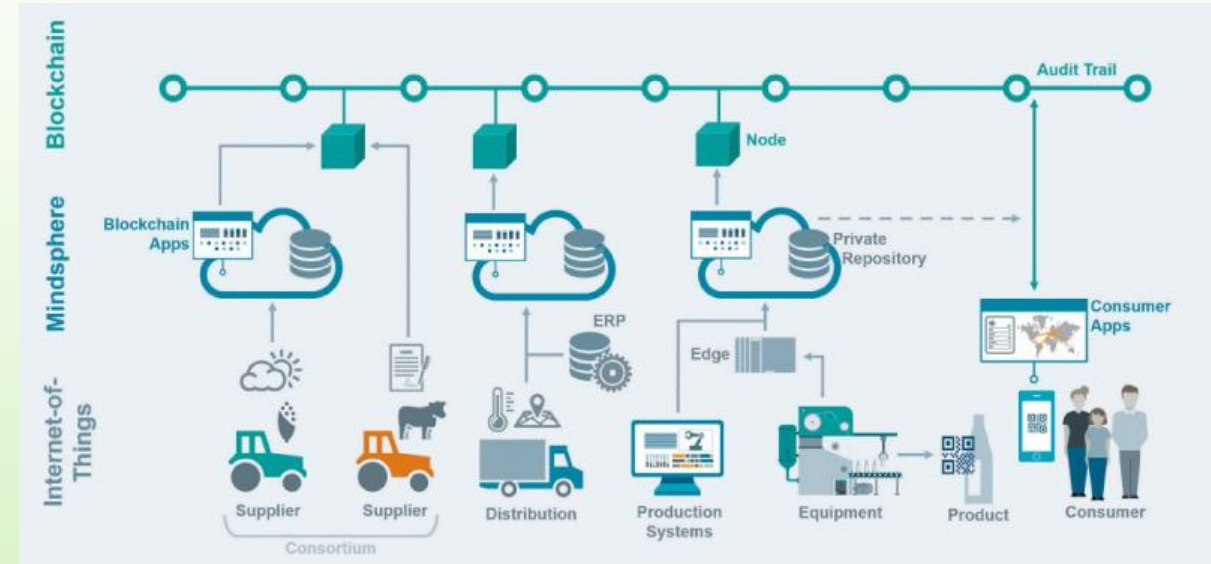 Blockchain
Audit Trail
Node
Mindsphere
Blockchain
Apps
Private
Repository
Consumer
Apps
ERP
Edge
Internet-of-
Things
Supplier
Supplier
Distribution
Production
Systems
Equipment
Product
Consumer
Consortium